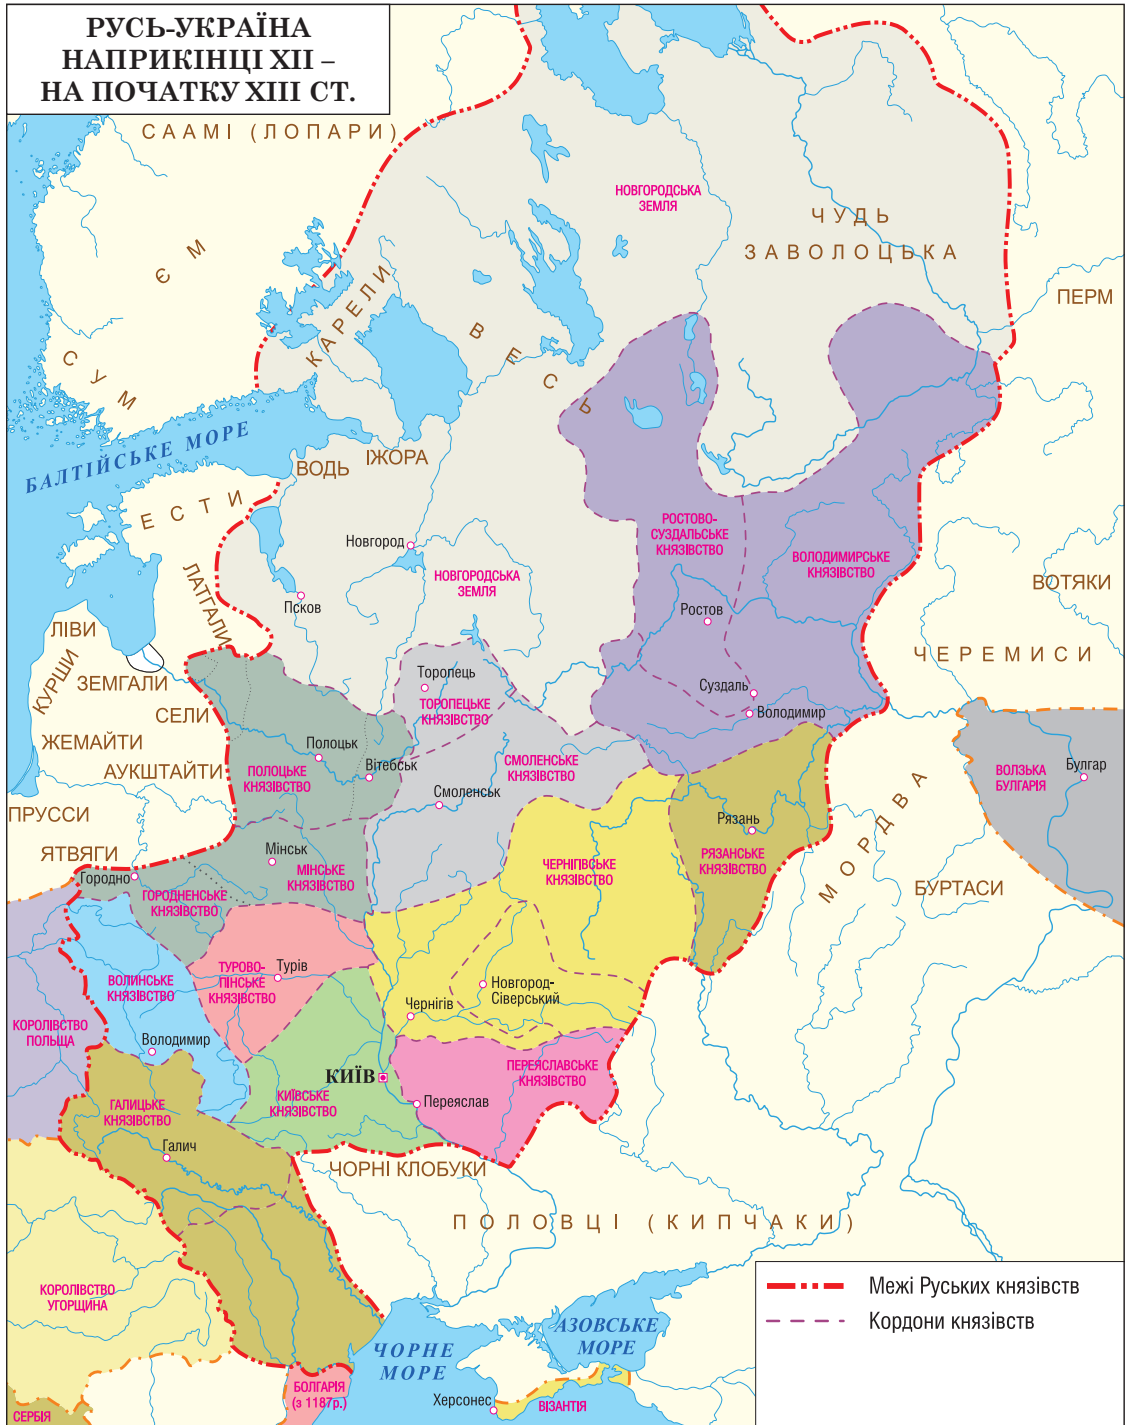 РУСЬ-УКРАЇНА
НАПРИКІНЦІ XII –
НА ПОЧАТКУ XIII СТ.
СААМІ (ЛОПАРИ)
НОВГОРОДСЬКА
ЗЕМЛЯ
ЧУДЬ
ЗАВОЛОЦЬКА
ЄМ
ПЕРМ
КАРЕЛИ
ВЕСЬ
СУМ
БАЛТІЙСЬКЕ МОРЕ
ВОДЬ
ІЖОРА
ЕСТИ
РОСТОВО-
СУЗДАЛЬСЬКЕ
КНЯЗІВСТВО
ВОЛОДИМИРСЬКЕ
КНЯЗІВСТВО
Новгород
НОВГОРОДСЬКА
ЗЕМЛЯ
ЛАТГАЛИ
Псков
Ростов
ВОТЯКИ
ЛІВИ
КУРШИ
ЗЕМГАЛИ
ЧЕРЕМИСИ
Торопець
ТОРОПЕЦЬКЕ
КНЯЗІВСТВО
Суздаль
Володимир
СЕЛИ
ЖЕМАЙТИ
АУКШТАЙТИ
Полоцьк
ПОЛОЦЬКЕ
КНЯЗІВСТВО
Вітебськ
СМОЛЕНСЬКЕ
КНЯЗІВСТВО
Смоленськ
ВОЛЗЬКА
БУЛГАРІЯ
Булгар
ПРУССИ
Рязань
РЯЗАНСЬКЕ
КНЯЗІВСТВО
МОРДВА
ЯТВЯГИ
Мінськ
МІНСЬКЕ
КНЯЗІВСТВО
ЧЕРНІГІВСЬКЕ
КНЯЗІВСТВО
Городно
ГОРОДНЕНСЬКЕ
КНЯЗІВСТВО
БУРТАСИ
ВОЛИНСЬКЕ
КНЯЗІВСТВО
ТУРОВО-
ПІНСЬКЕ
КНЯЗІВСТВО
Турів
Новгород-
Сіверський
Чернігів
КОРОЛІВСТВО
ПОЛЬЩА
Володимир
КИЇВ
ПЕРЕЯСЛАВСЬКЕ
КНЯЗІВСТВО
КИЇВСЬКЕ
КНЯЗІВСТВО
Переяслав
ГАЛИЦЬКЕ
КНЯЗІВСТВО
Галич
ЧОРНІ КЛОБУКИ
ПОЛОВЦІ (КИПЧАКИ)
КОРОЛІВСТВО
УГОРЩИНА
Межі Руських князівств
Кордони князівств
ЧОРНЕ
МОРЕ
АЗОВСЬКЕ
МОРЕ
БОЛГАРІЯ
(з 1187р.)
Херсонес
ВІЗАНТІЯ
СЕРБІЯ